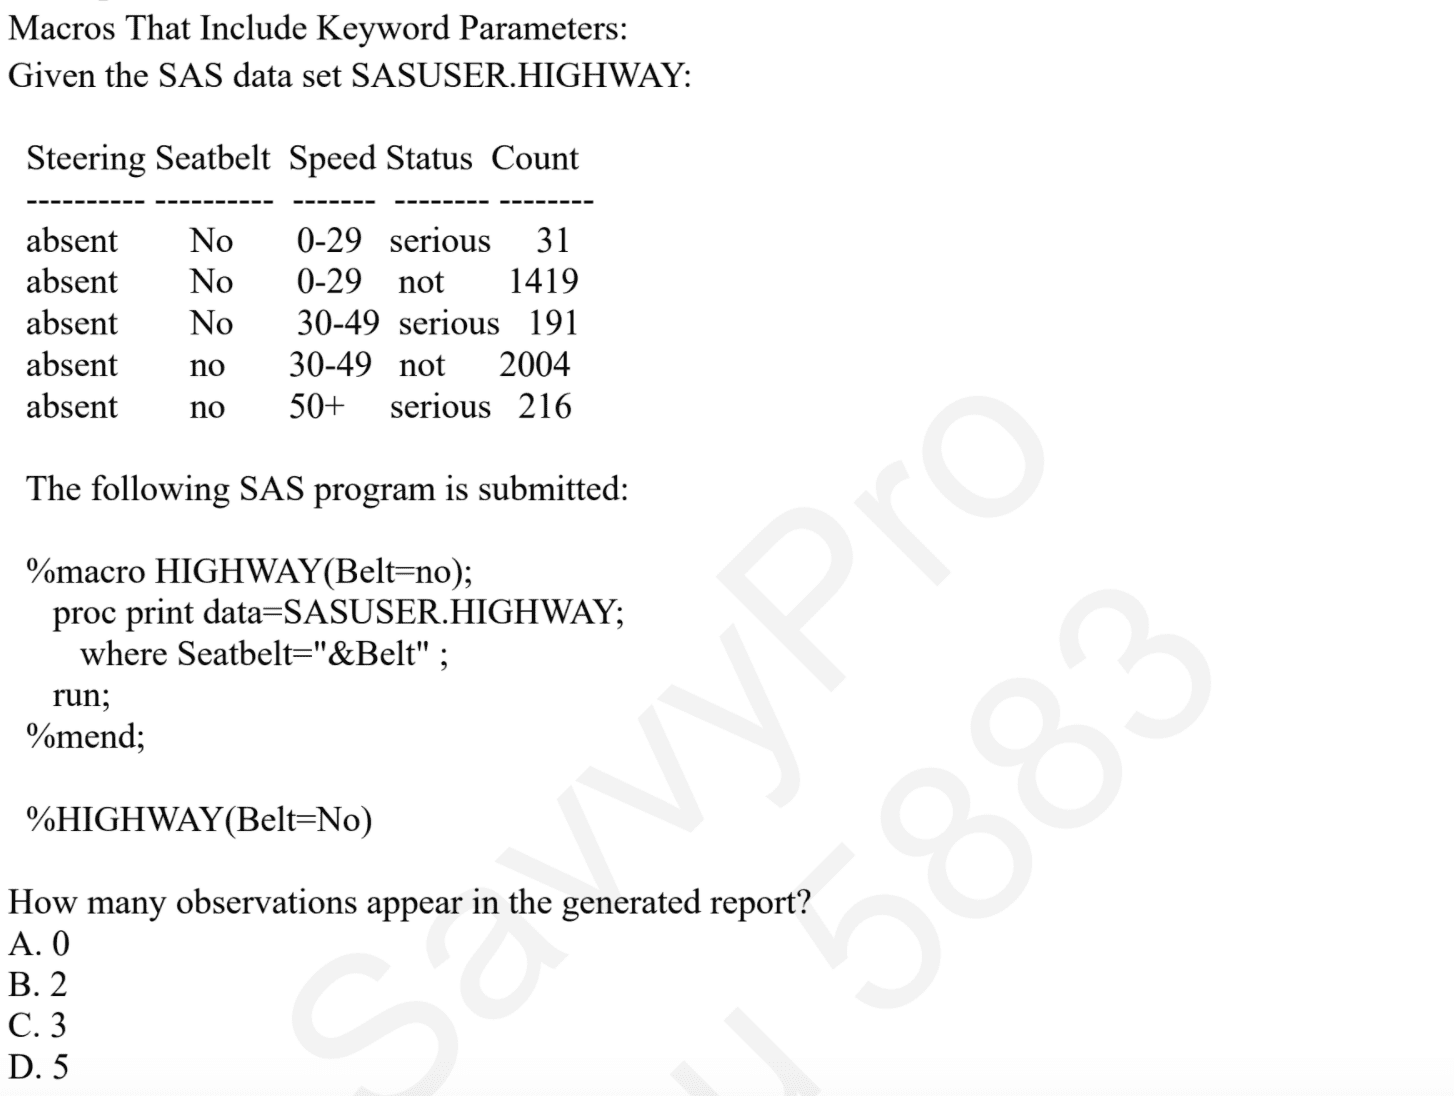 Macros That Include Keyword Parameters:
Given the SAS data set SASUSER.HIGHWAY:
Steering Seatbelt Speed Status Count
---------- ---------- ------- -------- --------
absent No 0-29 serious 31
absent No 0-29 not 1419
absent No 30-49 serious 191
absent no 30-49 not 2004
absent no 50+ serious 216
The following SAS program is submitted:
%macro HIGHWAY(Belt=no);
proc print data=SASUSER.HIGHWAY;
where Seatbelt="&Belt" ;
run;
%mend;
%HIGHWAY(Belt=No)
How many observations appear in the generated report?
A. 0
B. 2
C. 3
D. 5
SavvyPro
5883